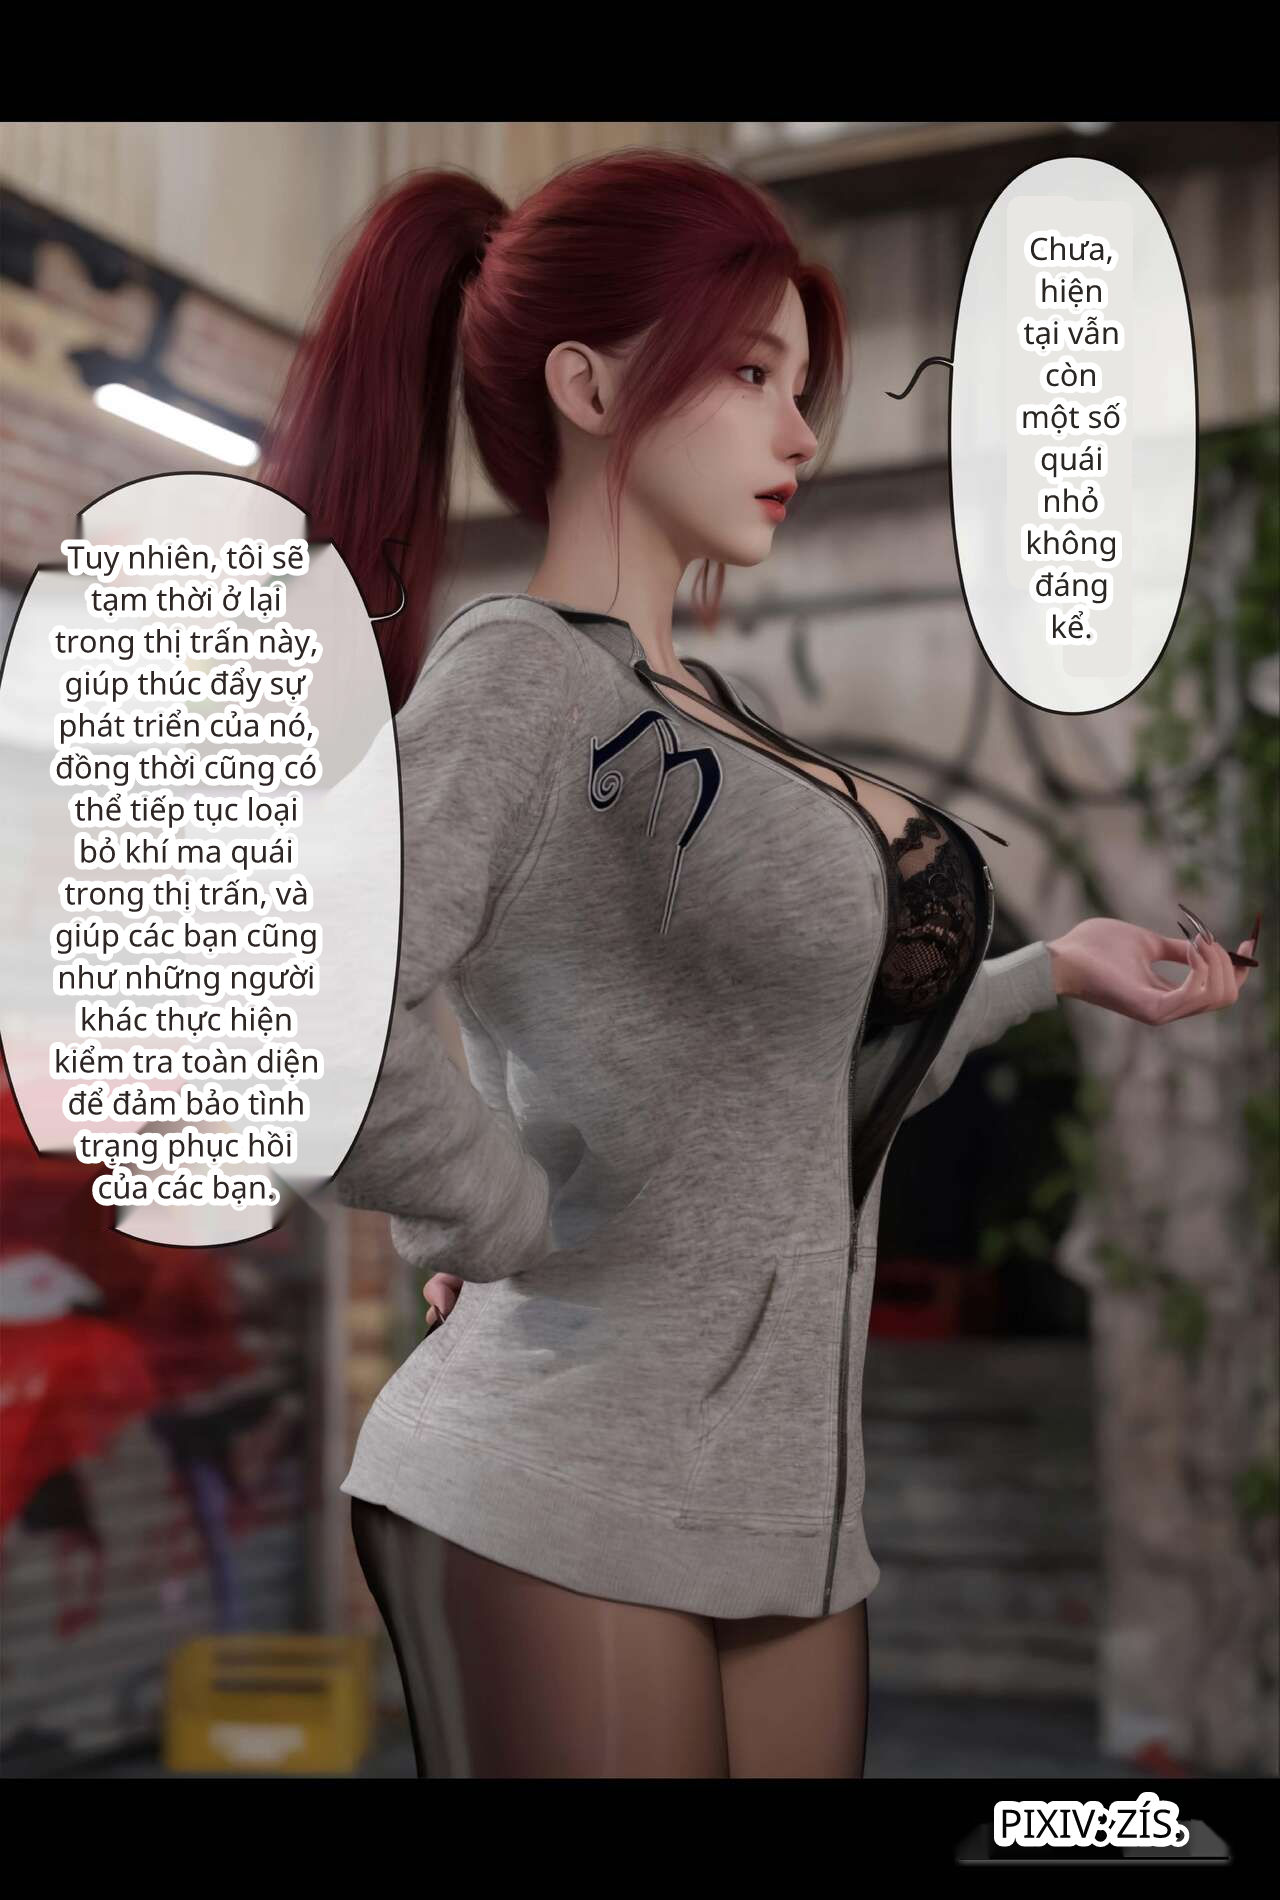 Chưa,
hiện
tại vẫn
còn
một số
quái
nhỏ
không
đáng
kể.
Tuy nhiên, tôi sẽ
tạm thời ở lại
trong thị trấn này,
giúp thúc đẩy sự
phát triển của nó,
đồng thời cũng có
thể tiếp tục loại
bỏ khí ma quái
trong thị trấn, và
giúp các bạn cũng
như những người
khác thực hiện
kiểm tra toàn diện
để đảm bảo tình
trạng phục hồi
của các bạn.
PIXIV:ZÍS,